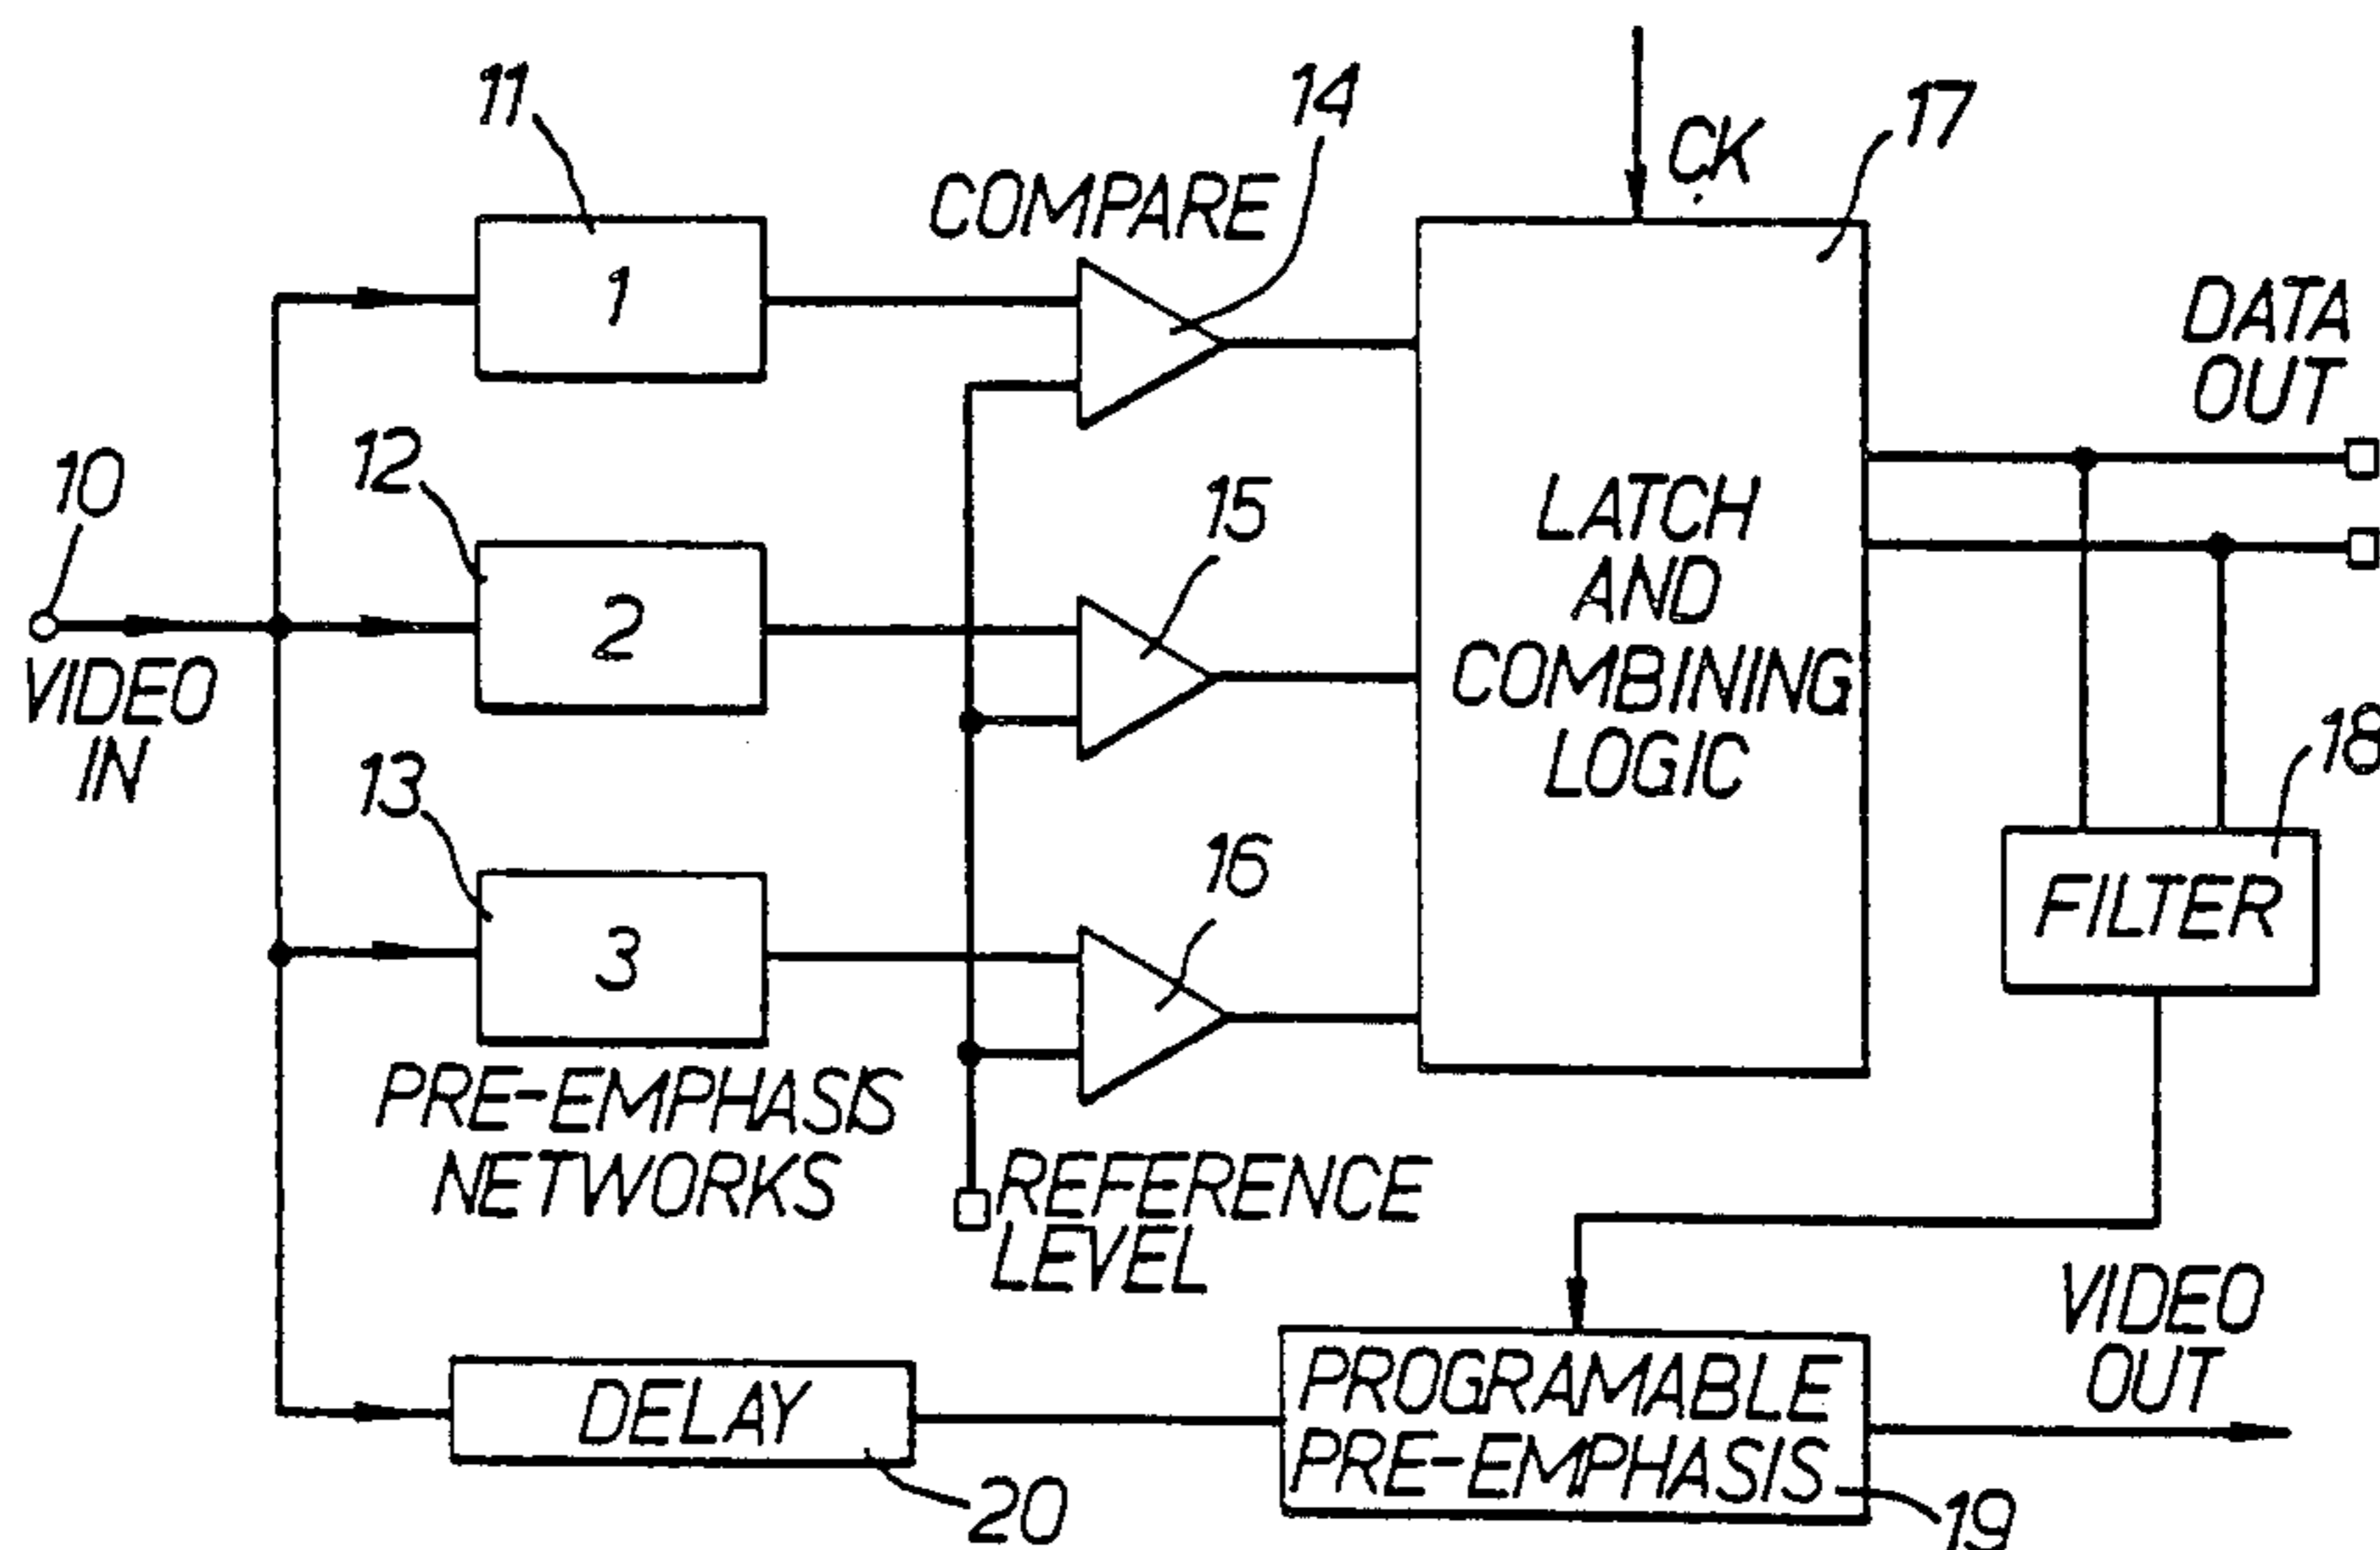 11
14
CK
17
COMPARE
1
DATA
OUT
10
12
15
2
LATCH
AND
COMBINING
LOGIC
VIDEO
IN
18
13
16
3
FILTER
PRE-EMPHASIS
NETWORKS
REFERENCE
LEVEL
VIDEO
OUT
DELAY
PROGRAMABLE
PRE-EMPHASIS
20
19